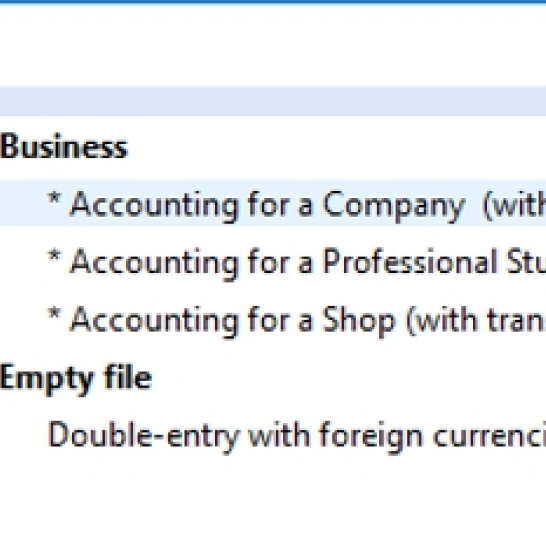 Business
* Accounting for a Company (with
* Accounting for a Professional Stu
* Accounting for a Shop (with trans
Empty file
Double-entry with foreign currenci